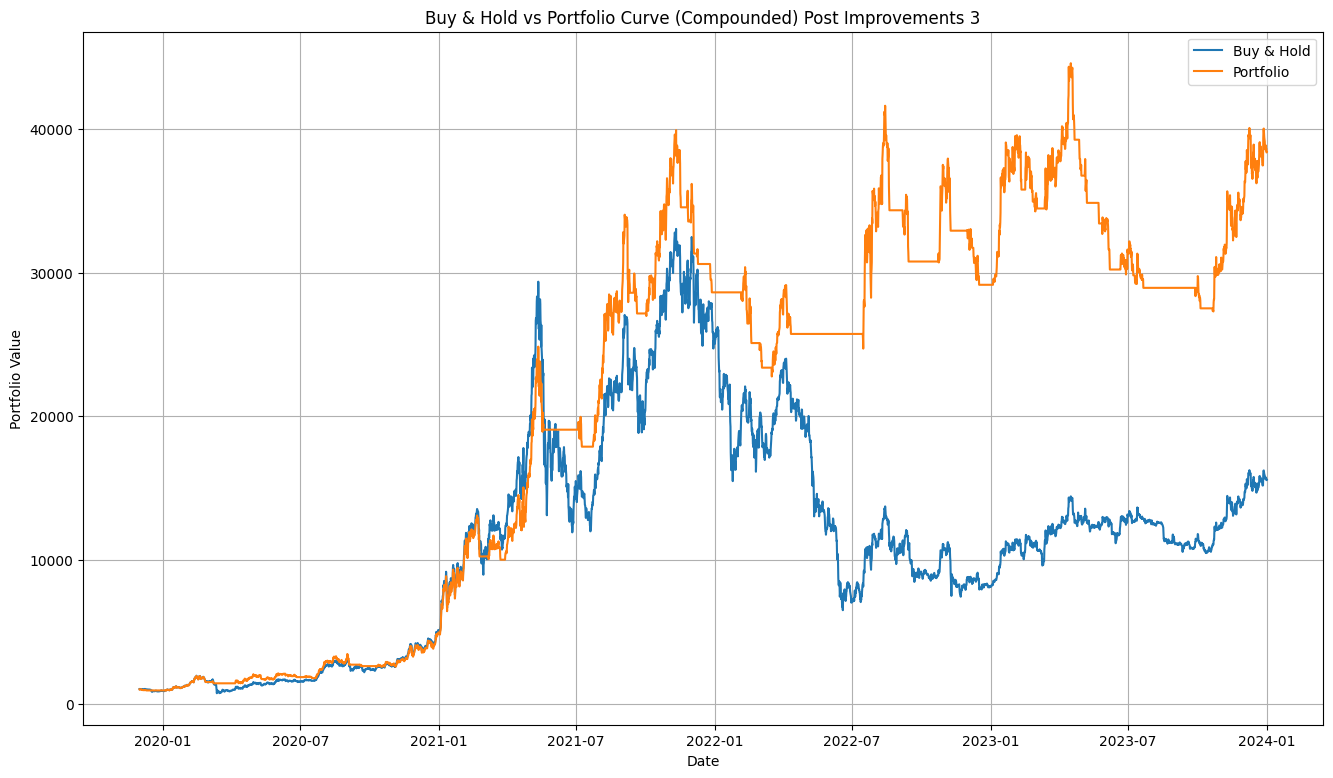 Buy & Hold vs Portfolio Curve (Compounded) Post Improvements 3
Buy & Hold
Portfolio
Portfolio Value
40000
30000
20000
10000
0
2020-01
2020-07
2021-01
2021-07
2022-01
2022-07
2023-01
2023-07
2024-01
Date